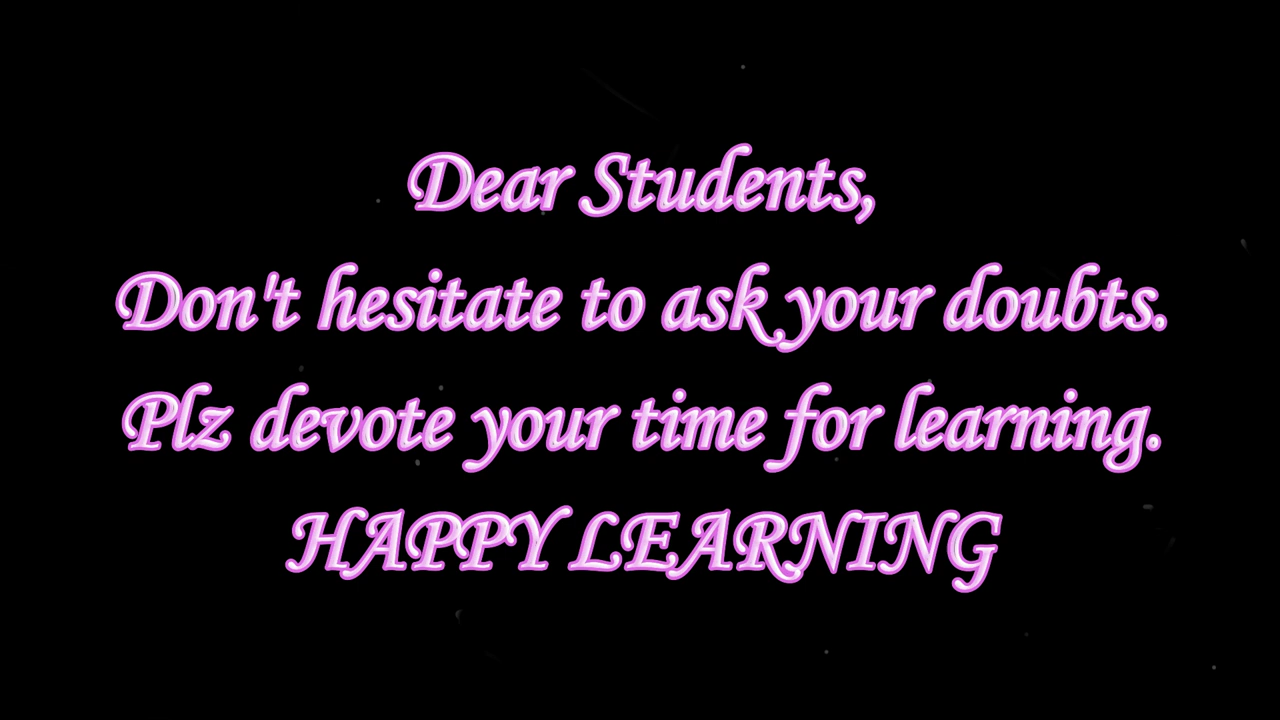 Dear Students,
Don't hesitate to ask your doubts.
Plz devote your time for learning.
HAPPY LEARNING